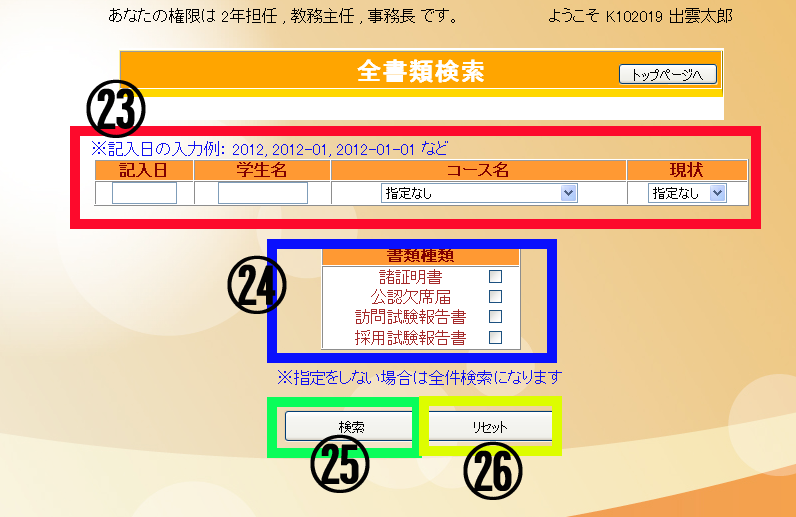 あなたの権限は 2年担任 , 教務主任 , 事務長 です。 ようこそ K102019 出雲太郎
全書類検索 トップページへ
㉓
※記入日の入力例: 2012, 2012-01, 2012-01-01 など
記入日 学生名 コース名 現状
指定なし 指定なし
㉔
書類種類
諸証明書
公認欠席届
訪問試験報告書
採用試験報告書
※指定をしない場合は全件検索になります
検索 リセット
㉕ ㉖